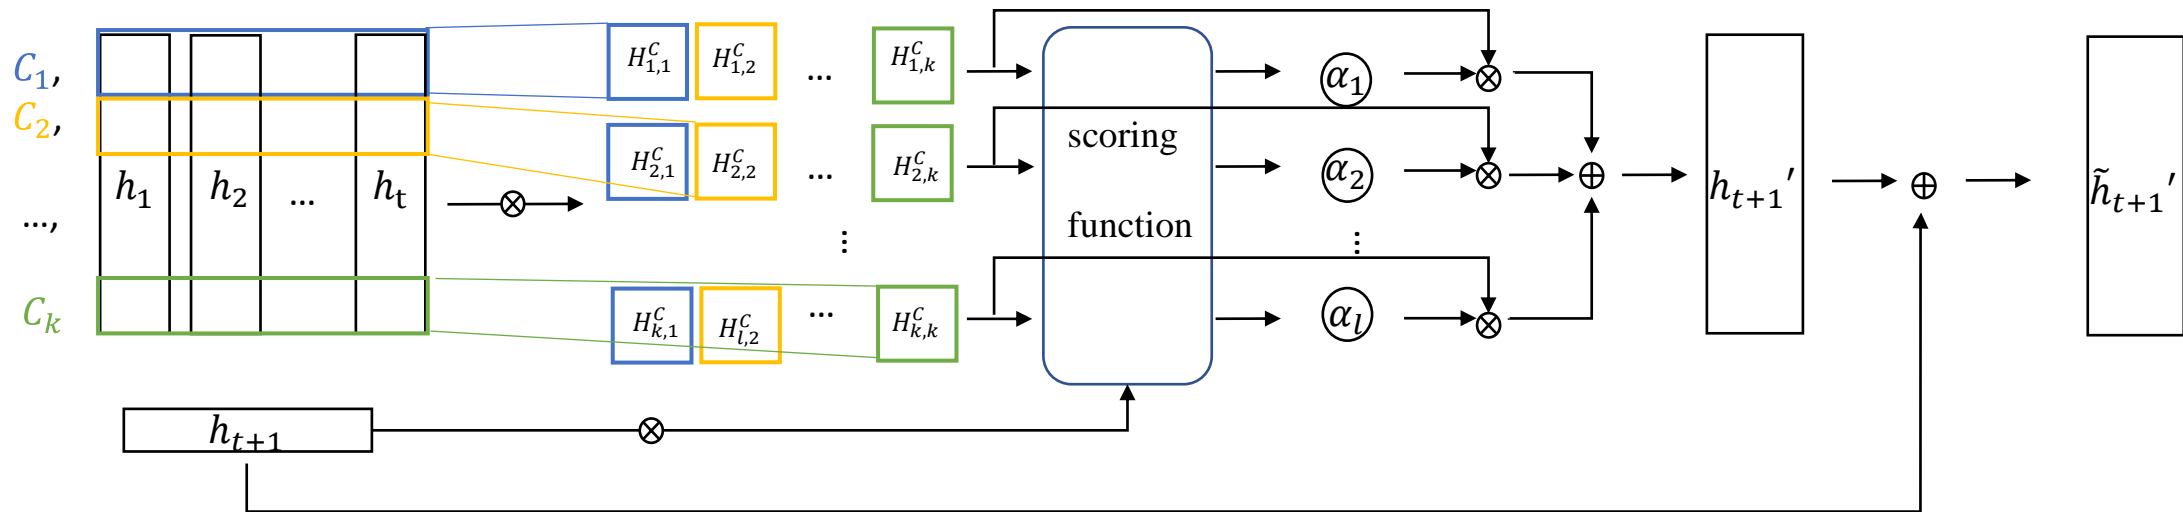 C₁,
C₂,
...,
Cₖ
h₁ h₂ ... hₜ
H^C_{1,1} H^C_{1,2} ... H^C_{1,k}
H^C_{2,1} H^C_{2,2} ... H^C_{2,k}
⋮
H^C_{k,1} H^C_{l,2} ... H^C_{k,k}
h_{t+1}
scoring
function
α₁
α₂
⋮
α_l
h_{t+1}′
h̃_{t+1}′